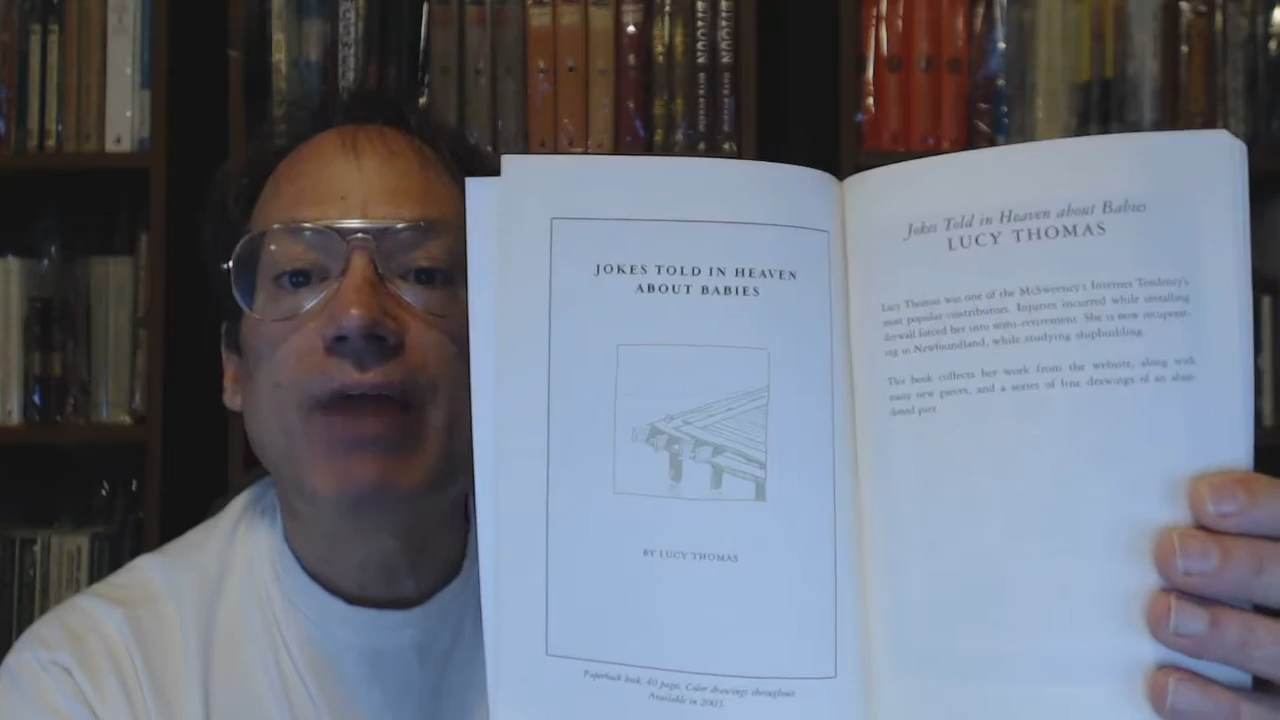 JOKES TOLD IN HEAVEN
ABOUT BABIES
BY LUCY THOMAS
Paperback book, 40 pages. Color drawings throughout.
Available in 2003.
Jokes Told in Heaven about Babies
LUCY THOMAS
Lucy Thomas was one of the McSweeney's Internet Tendency's
most popular contributors. Injuries incurred while installing
drywall forced her into semi-retirement. She is now recuperat-
ing in Newfoundland, while studying shipbuilding.
This book collects her work from the website, along with
many new pieces, and a series of line drawings of an aban-
doned pier.